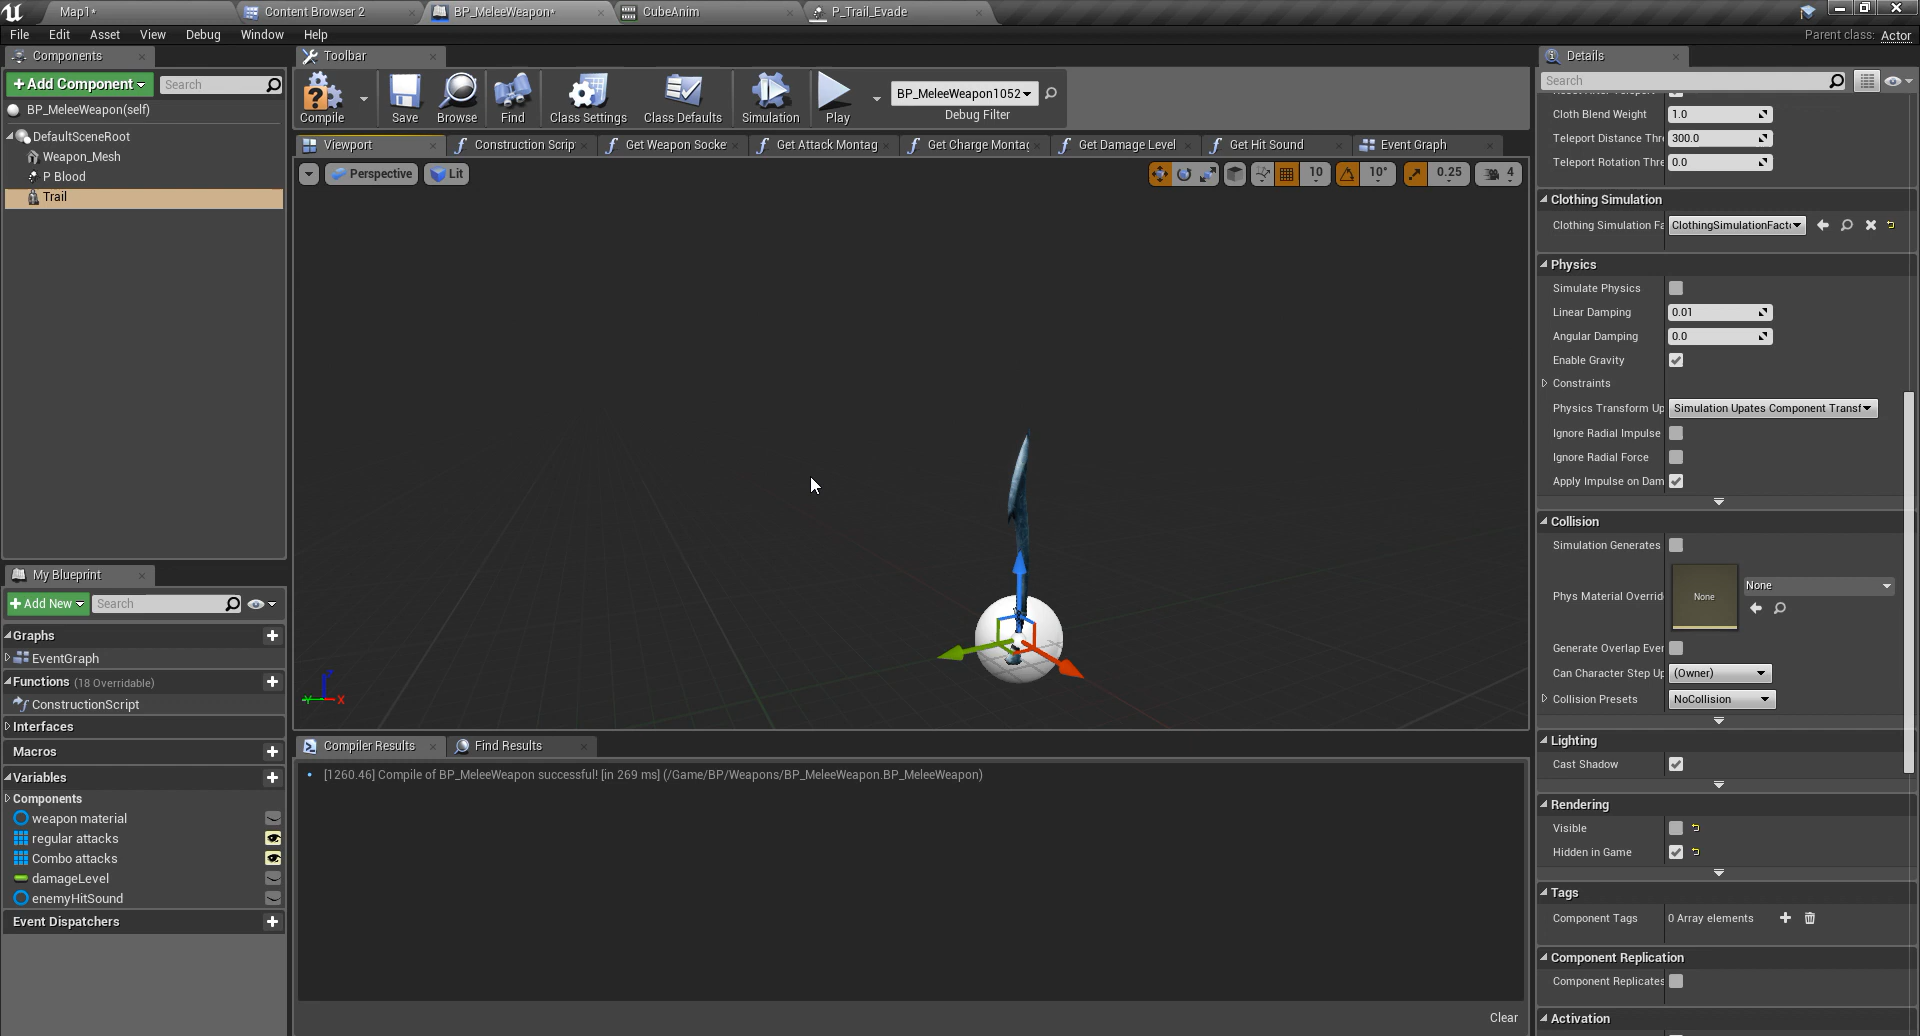 Map1*
Content Browser 2
BP_MeleeWeapon*
CubeAnim
P_Trail_Evade
File Edit Asset View Debug Window Help
Parent class: Actor
Components
Toolbar
Details
+Add Component
Search
Search
BP_MeleeWeapon(self)
DefaultSceneRoot
Weapon_Mesh
P Blood
Trail
Compile
Save
Browse
Find
Class Settings
Class Defaults
Simulation
Play
BP_MeleeWeapon1052
Debug Filter
Viewport
Construction Scrip
Get Weapon Socke
Get Attack Montag
Get Charge Montag
Get Damage Level
Get Hit Sound
Event Graph
Perspective
Lit
10
10°
0.25
4
X
Cloth Blend Weight 1.0
Teleport Distance Thre 300.0
Teleport Rotation Thre 0.0
Clothing Simulation
Clothing Simulation Fa ClothingSimulationFacto
Physics
Simulate Physics
Linear Damping 0.01
Angular Damping 0.0
Enable Gravity
Constraints
Physics Transform Up Simulation Upates Component Transf
Ignore Radial Impulse
Ignore Radial Force
Apply Impulse on Dam
Collision
Simulation Generates
Phys Material Override None None
Generate Overlap Even
Can Character Step Up (Owner)
Collision Presets NoCollision
Lighting
Cast Shadow
Rendering
Visible
Hidden in Game
Tags
Component Tags 0 Array elements
Component Replication
Component Replicates
Activation
My Blueprint
+Add New
Search
Graphs
EventGraph
Functions (18 Overridable)
ConstructionScript
Interfaces
Macros
Variables
Components
weapon material
regular attacks
Combo attacks
damageLevel
enemyHitSound
Event Dispatchers
Compiler Results
Find Results
[1260.46] Compile of BP_MeleeWeapon successful! [in 269 ms] (/Game/BP/Weapons/BP_MeleeWeapon.BP_MeleeWeapon)
Clear